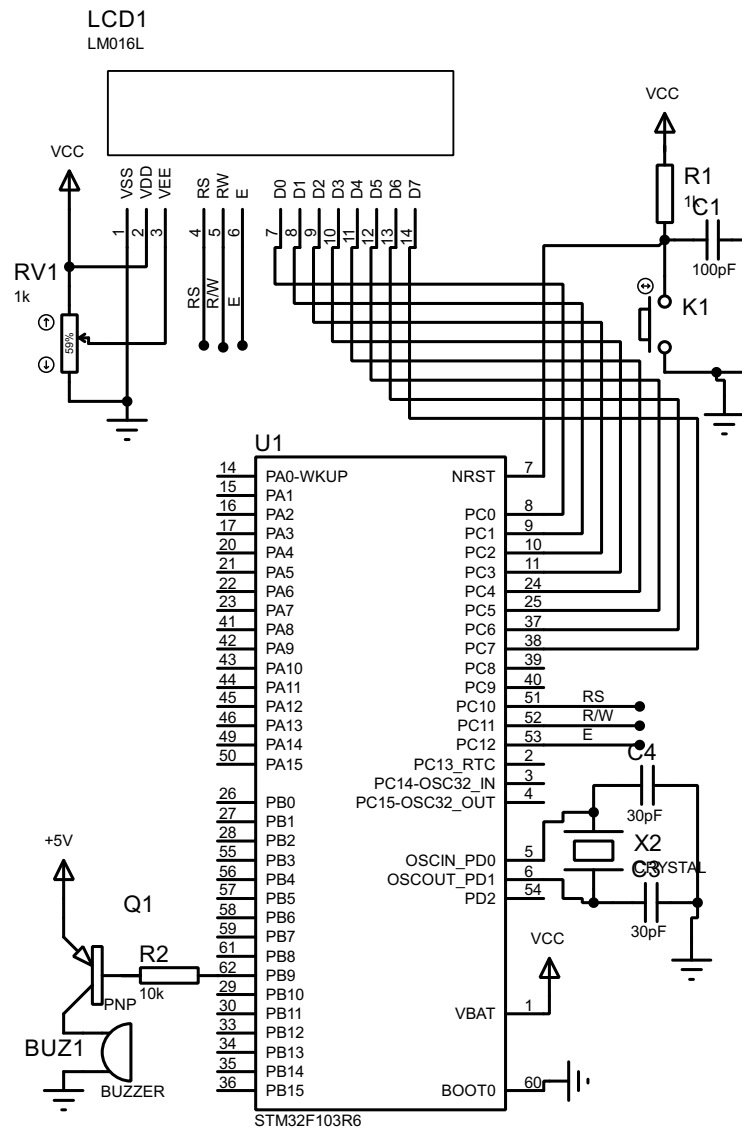 LCD1
LM016L
VCC
RV1
1k
59%
VSS
VDD
VEE
1
2
3
RS
RW
E
4
5
6
RS
R/W
E
D0
D1
D2
D3
D4
D5
D6
D7
7
8
9
10
11
12
13
14
VCC
R1
1k
C1
100pF
K1
U1
14 PA0-WKUP
15 PA1
16 PA2
17 PA3
20 PA4
21 PA5
22 PA6
23 PA7
41 PA8
42 PA9
43 PA10
44 PA11
45 PA12
46 PA13
49 PA14
50 PA15
26 PB0
27 PB1
28 PB2
55 PB3
56 PB4
57 PB5
58 PB6
59 PB7
61 PB8
62 PB9
29 PB10
30 PB11
33 PB12
34 PB13
35 PB14
36 PB15
NRST 7
PC0 8
PC1 9
PC2 10
PC3 11
PC4 24
PC5 25
PC6 37
PC7 38
PC8 39
PC9 40
PC10 51 RS
PC11 52 R/W
PC12 53 E
PC13_RTC 2
PC14-OSC32_IN 3
PC15-OSC32_OUT 4
OSCIN_PD0 5
OSCOUT_PD1 6
PD2 54
VBAT 1
BOOT0 60
STM32F103R6
C4
30pF
X2
CRYSTAL
C3
30pF
VCC
+5V
Q1
PNP
R2
10k
BUZ1
BUZZER